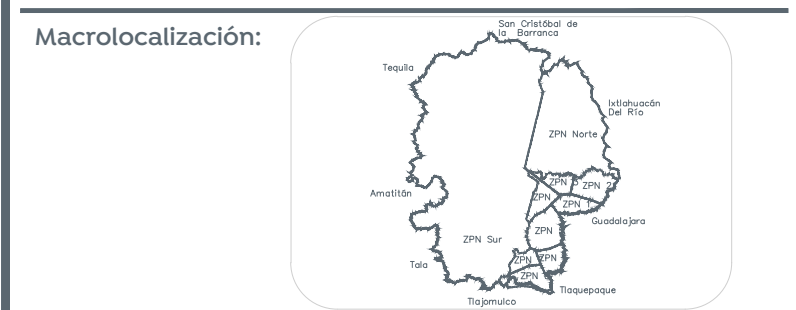 Macrolocalización:
San Cristóbal de
la Barranca
Tequila
Ixtlahuacán
Del Río
ZPN Norte
ZPN
ZPN 2
Amatitán
ZPN
ZPN 1
Guadalajara
ZPN
ZPN Sur
ZPN
ZPN
Tala
ZPN
Tlaquepaque
Tlajomulco